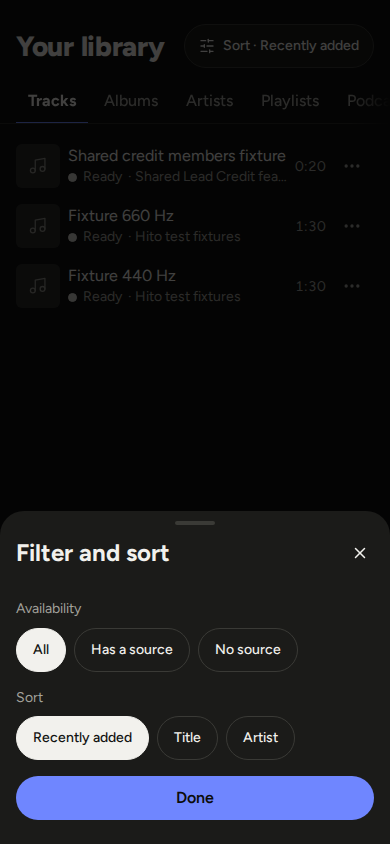 Your library
Sort · Recently added
Tracks Albums Artists Playlists Podc
Shared credit members fixture
0:20
Ready · Shared Lead Credit fea...
Fixture 660 Hz
1:30
Ready · Hito test fixtures
Fixture 440 Hz
1:30
Ready · Hito test fixtures
Filter and sort
Availability
All Has a source No source
Sort
Recently added Title Artist
Done